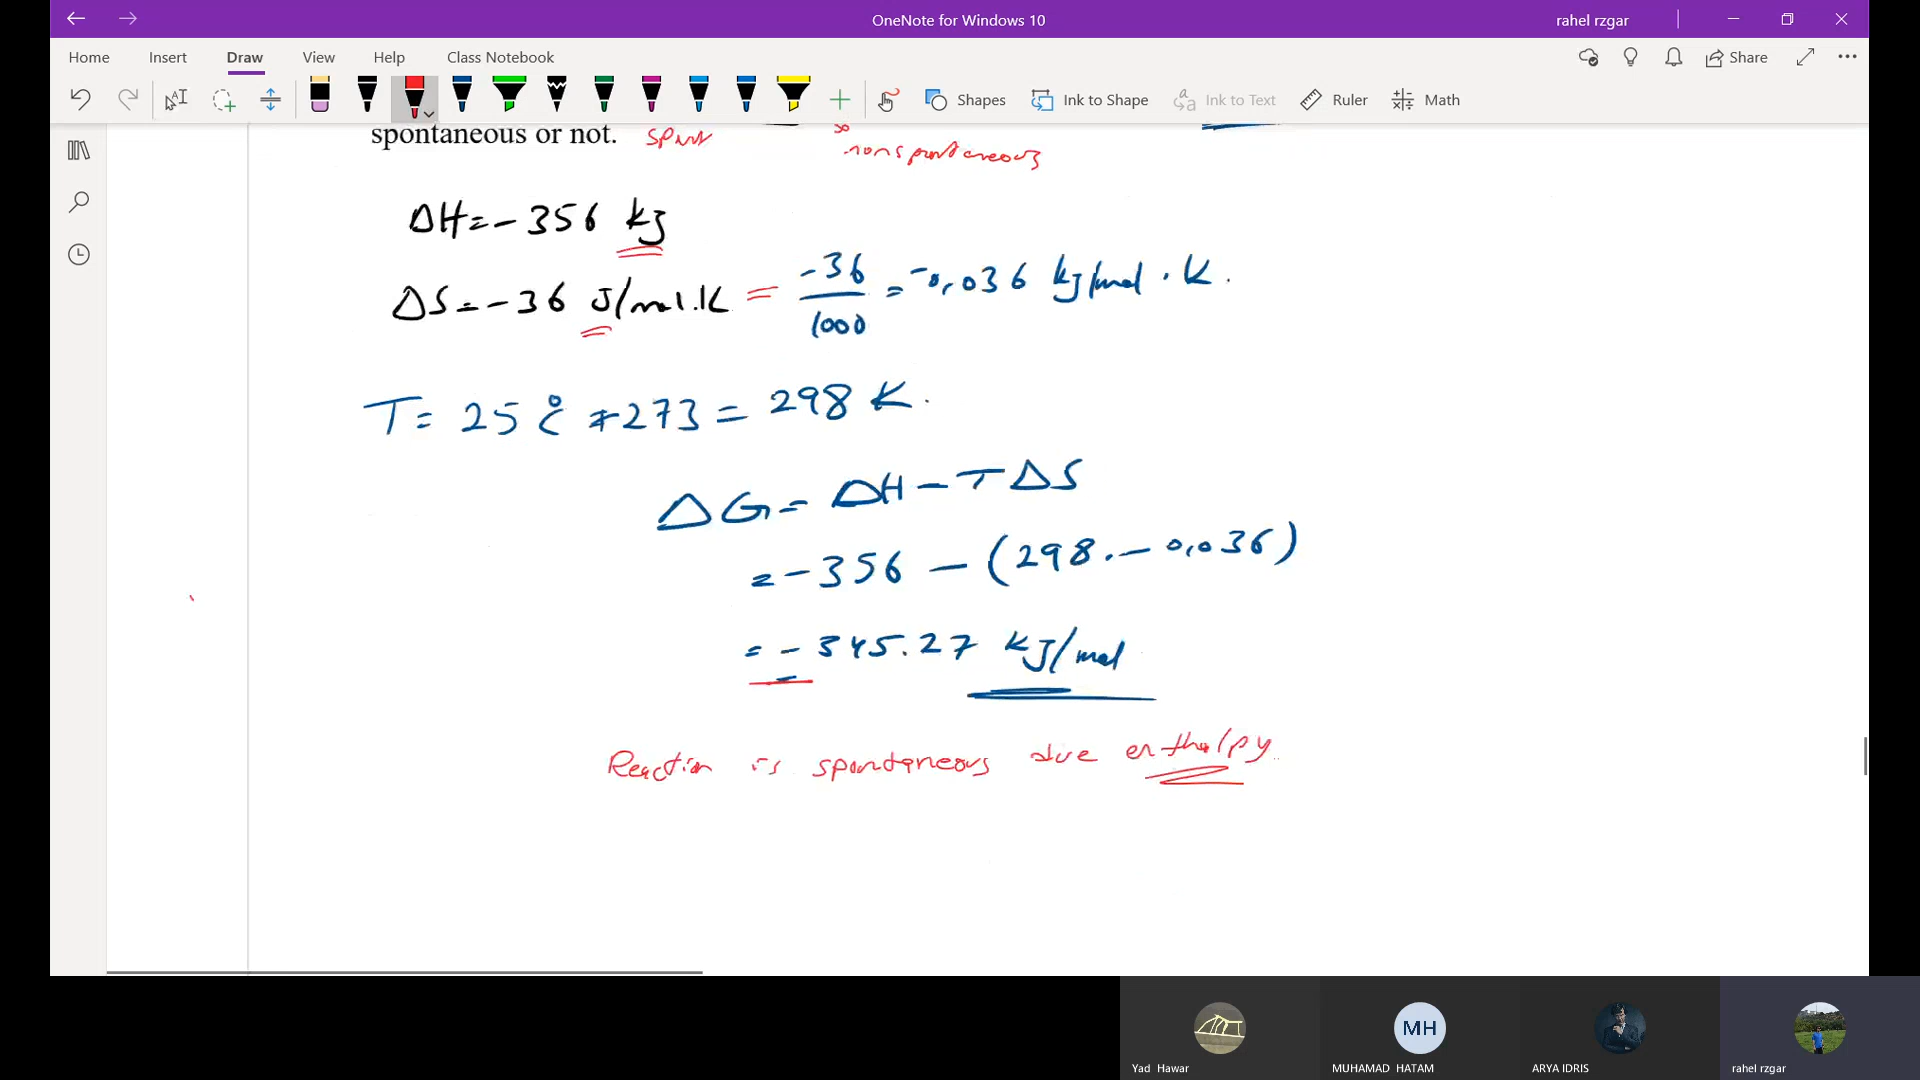 OneNote for Windows 10
rahel rzgar
Home Insert Draw View Help Class Notebook
Share
Shapes Ink to Shape Ink to Text Ruler Math
spontaneous or not. spont so
nonspontaneous
ΔH = - 356 kJ
ΔS = - 36 J/mol.K = -36/1000 = -0,036 kJ/mol . K .
T = 25 C° +273 = 298 K .
ΔG = ΔH - TΔS
= - 356 - (298 . - 0,036)
= - 345.27 KJ/mol
Reaction is spontaneous due enthalpy.
MH
Yad Hawar
MUHAMAD HATAM
ARYA IDRIS
rahel rzgar